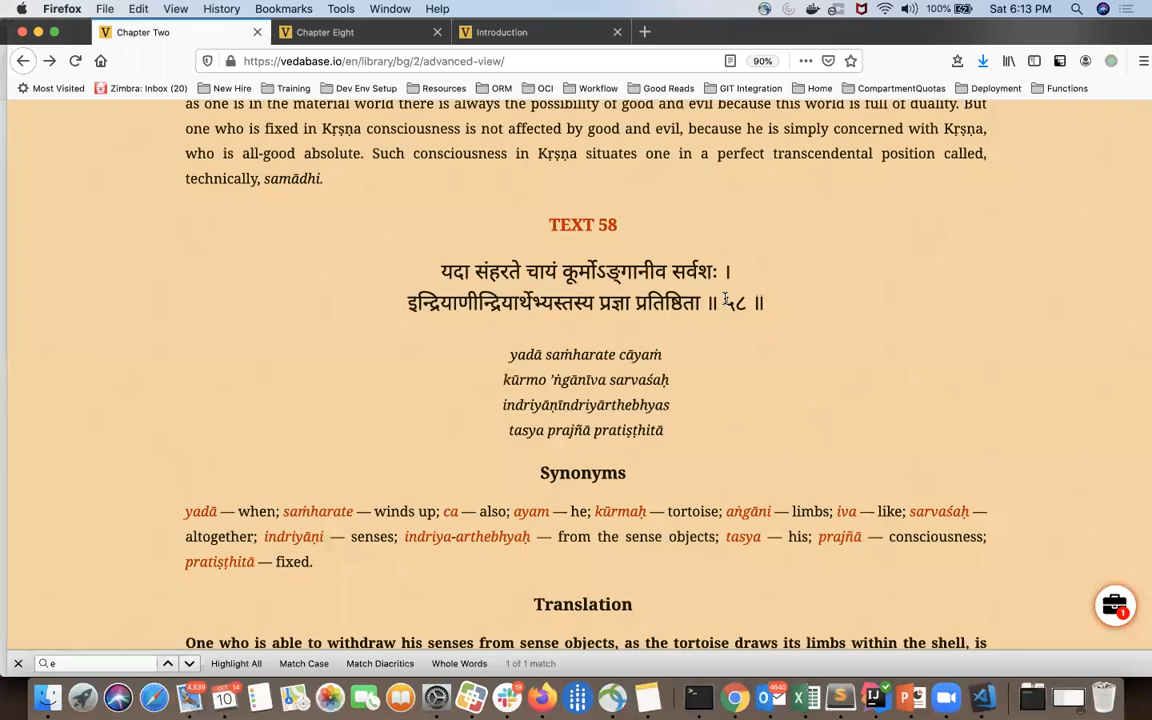 Firefox File Edit View History Bookmarks Tools Window Help 100% Sat 6:13 PM
Chapter Two Chapter Eight Introduction
https://vedabase.io/en/library/bg/2/advanced-view/ 90%
Most Visited Zimbra: Inbox (20) New Hire Training Dev Env Setup Resources ORM OCI Workflow Good Reads GIT Integration Home CompartmentQuotas Deployment Functions
as one is in the material world there is always the possibility of good and evil because this world is full of duality. But
one who is fixed in Kṛṣṇa consciousness is not affected by good and evil, because he is simply concerned with Kṛṣṇa,
who is all-good absolute. Such consciousness in Kṛṣṇa situates one in a perfect transcendental position called,
technically, samādhi.
TEXT 58
यदा संहरते चायं कूर्मोऽङ्गानीव सर्वशः ।
इन्द्रियाणीन्द्रियार्थेभ्यस्तस्य प्रज्ञा प्रतिष्ठिता ॥ ५८ ॥
yadā saṁharate cāyaṁ
kūrmo ’ṅgānīva sarvaśaḥ
indriyāṇīndriyārthebhyas
tasya prajñā pratiṣṭhitā
Synonyms
yadā — when; saṁharate — winds up; ca — also; ayam — he; kūrmaḥ — tortoise; aṅgāni — limbs; iva — like; sarvaśaḥ —
altogether; indriyāṇi — senses; indriya-arthebhyaḥ — from the sense objects; tasya — his; prajñā — consciousness;
pratiṣṭhitā — fixed.
Translation
One who is able to withdraw his senses from sense objects, as the tortoise draws its limbs within the shell, is
1
e Highlight All Match Case Match Diacritics Whole Words 1 of 1 match
4,639 OCT 10 14 19 4640